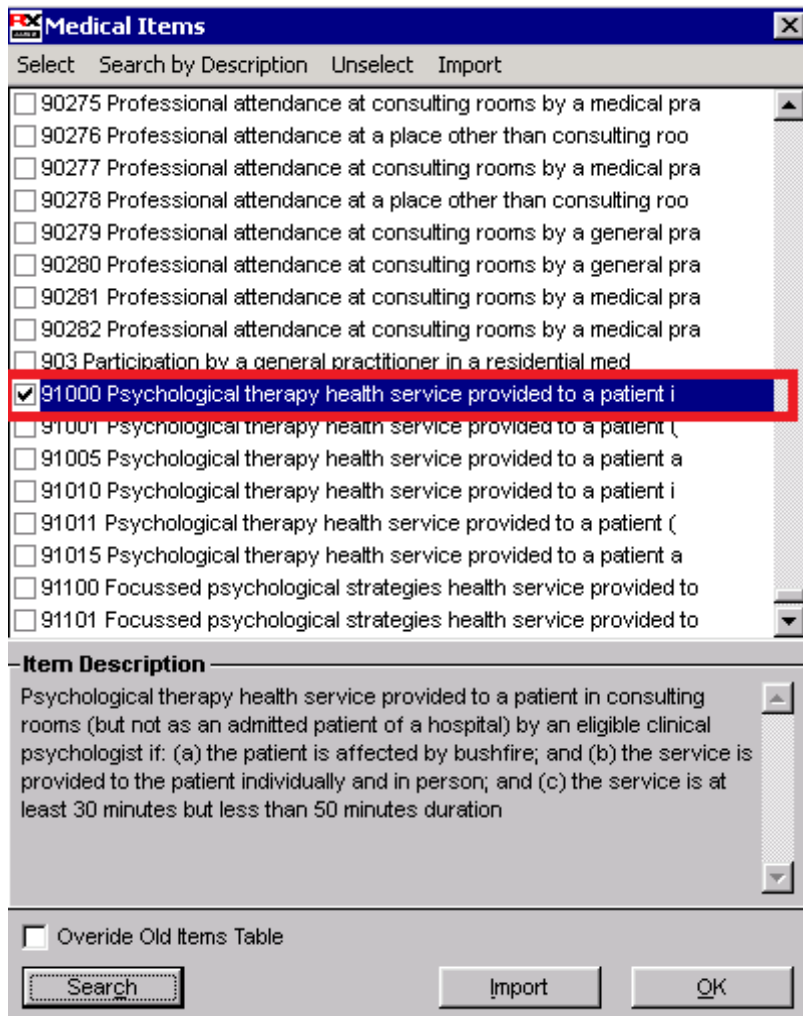 RX Medical Items
Select Search by Description Unselect Import
90275 Professional attendance at consulting rooms by a medical pra
90276 Professional attendance at a place other than consulting roo
90277 Professional attendance at consulting rooms by a medical pra
90278 Professional attendance at a place other than consulting roo
90279 Professional attendance at consulting rooms by a general pra
90280 Professional attendance at consulting rooms by a general pra
90281 Professional attendance at consulting rooms by a medical pra
90282 Professional attendance at consulting rooms by a medical pra
903 Participation by a general practitioner in a residential med
91000 Psychological therapy health service provided to a patient i
91001 Psychological therapy health service provided to a patient (
91005 Psychological therapy health service provided to a patient a
91010 Psychological therapy health service provided to a patient i
91011 Psychological therapy health service provided to a patient (
91015 Psychological therapy health service provided to a patient a
91100 Focussed psychological strategies health service provided to
91101 Focussed psychological strategies health service provided to
Item Description
Psychological therapy health service provided to a patient in consulting
rooms (but not as an admitted patient of a hospital) by an eligible clinical
psychologist if: (a) the patient is affected by bushfire; and (b) the service is
provided to the patient individually and in person; and (c) the service is at
least 30 minutes but less than 50 minutes duration
Overide Old Items Table
Search Import OK